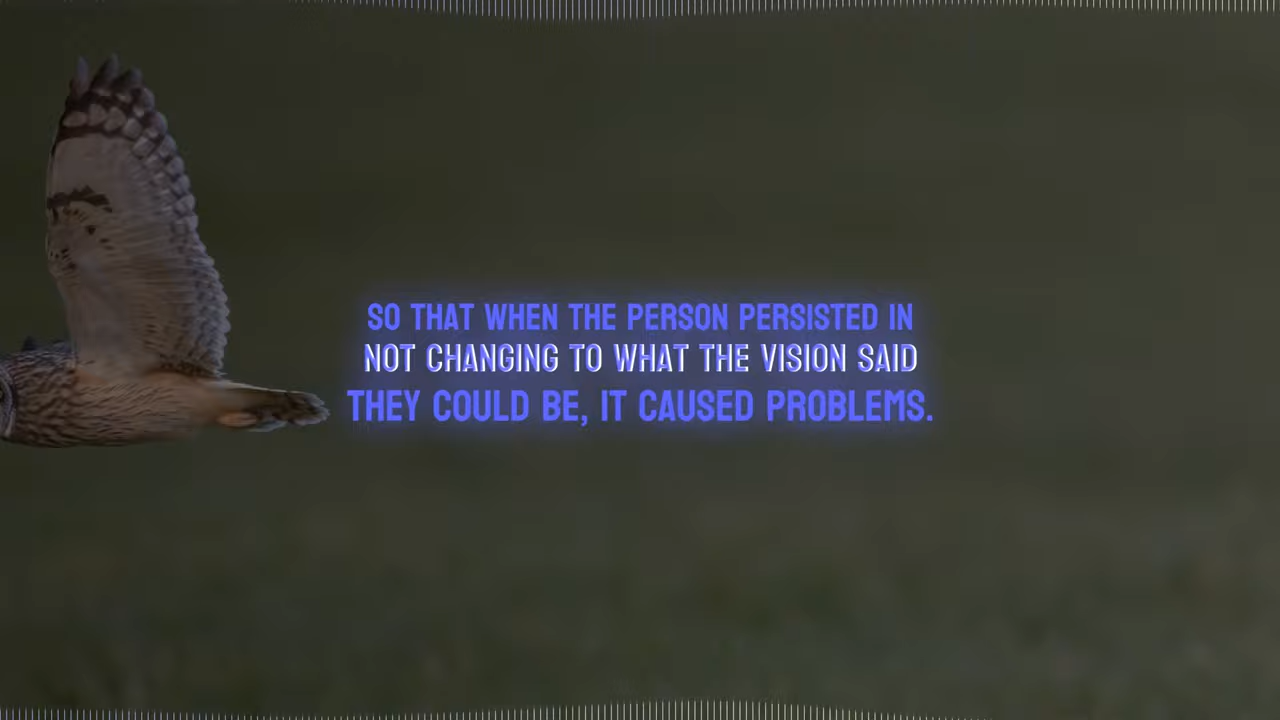 SO THAT WHEN THE PERSON PERSISTED IN
NOT CHANGING TO WHAT THE VISION SAID
THEY COULD BE, IT CAUSED PROBLEMS.